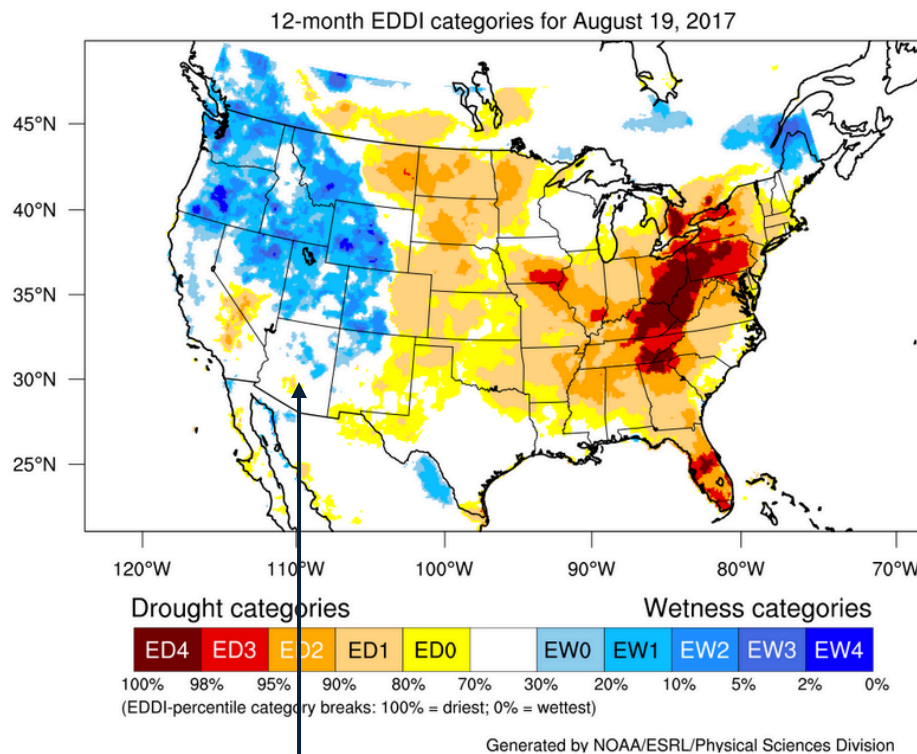 12-month EDDI categories for August 19, 2017
45°N
40°N
35°N
30°N
25°N
120°W 110°W 100°W 90°W 80°W 70°W
Drought categories Wetness categories
ED4 ED3 ED2 ED1 ED0 EW0 EW1 EW2 EW3 EW4
100% 98% 95% 90% 80% 70% 30% 20% 10% 5% 2% 0%
(EDDI-percentile category breaks: 100% = driest; 0% = wettest)
Generated by NOAA/ESRL/Physical Sciences Division